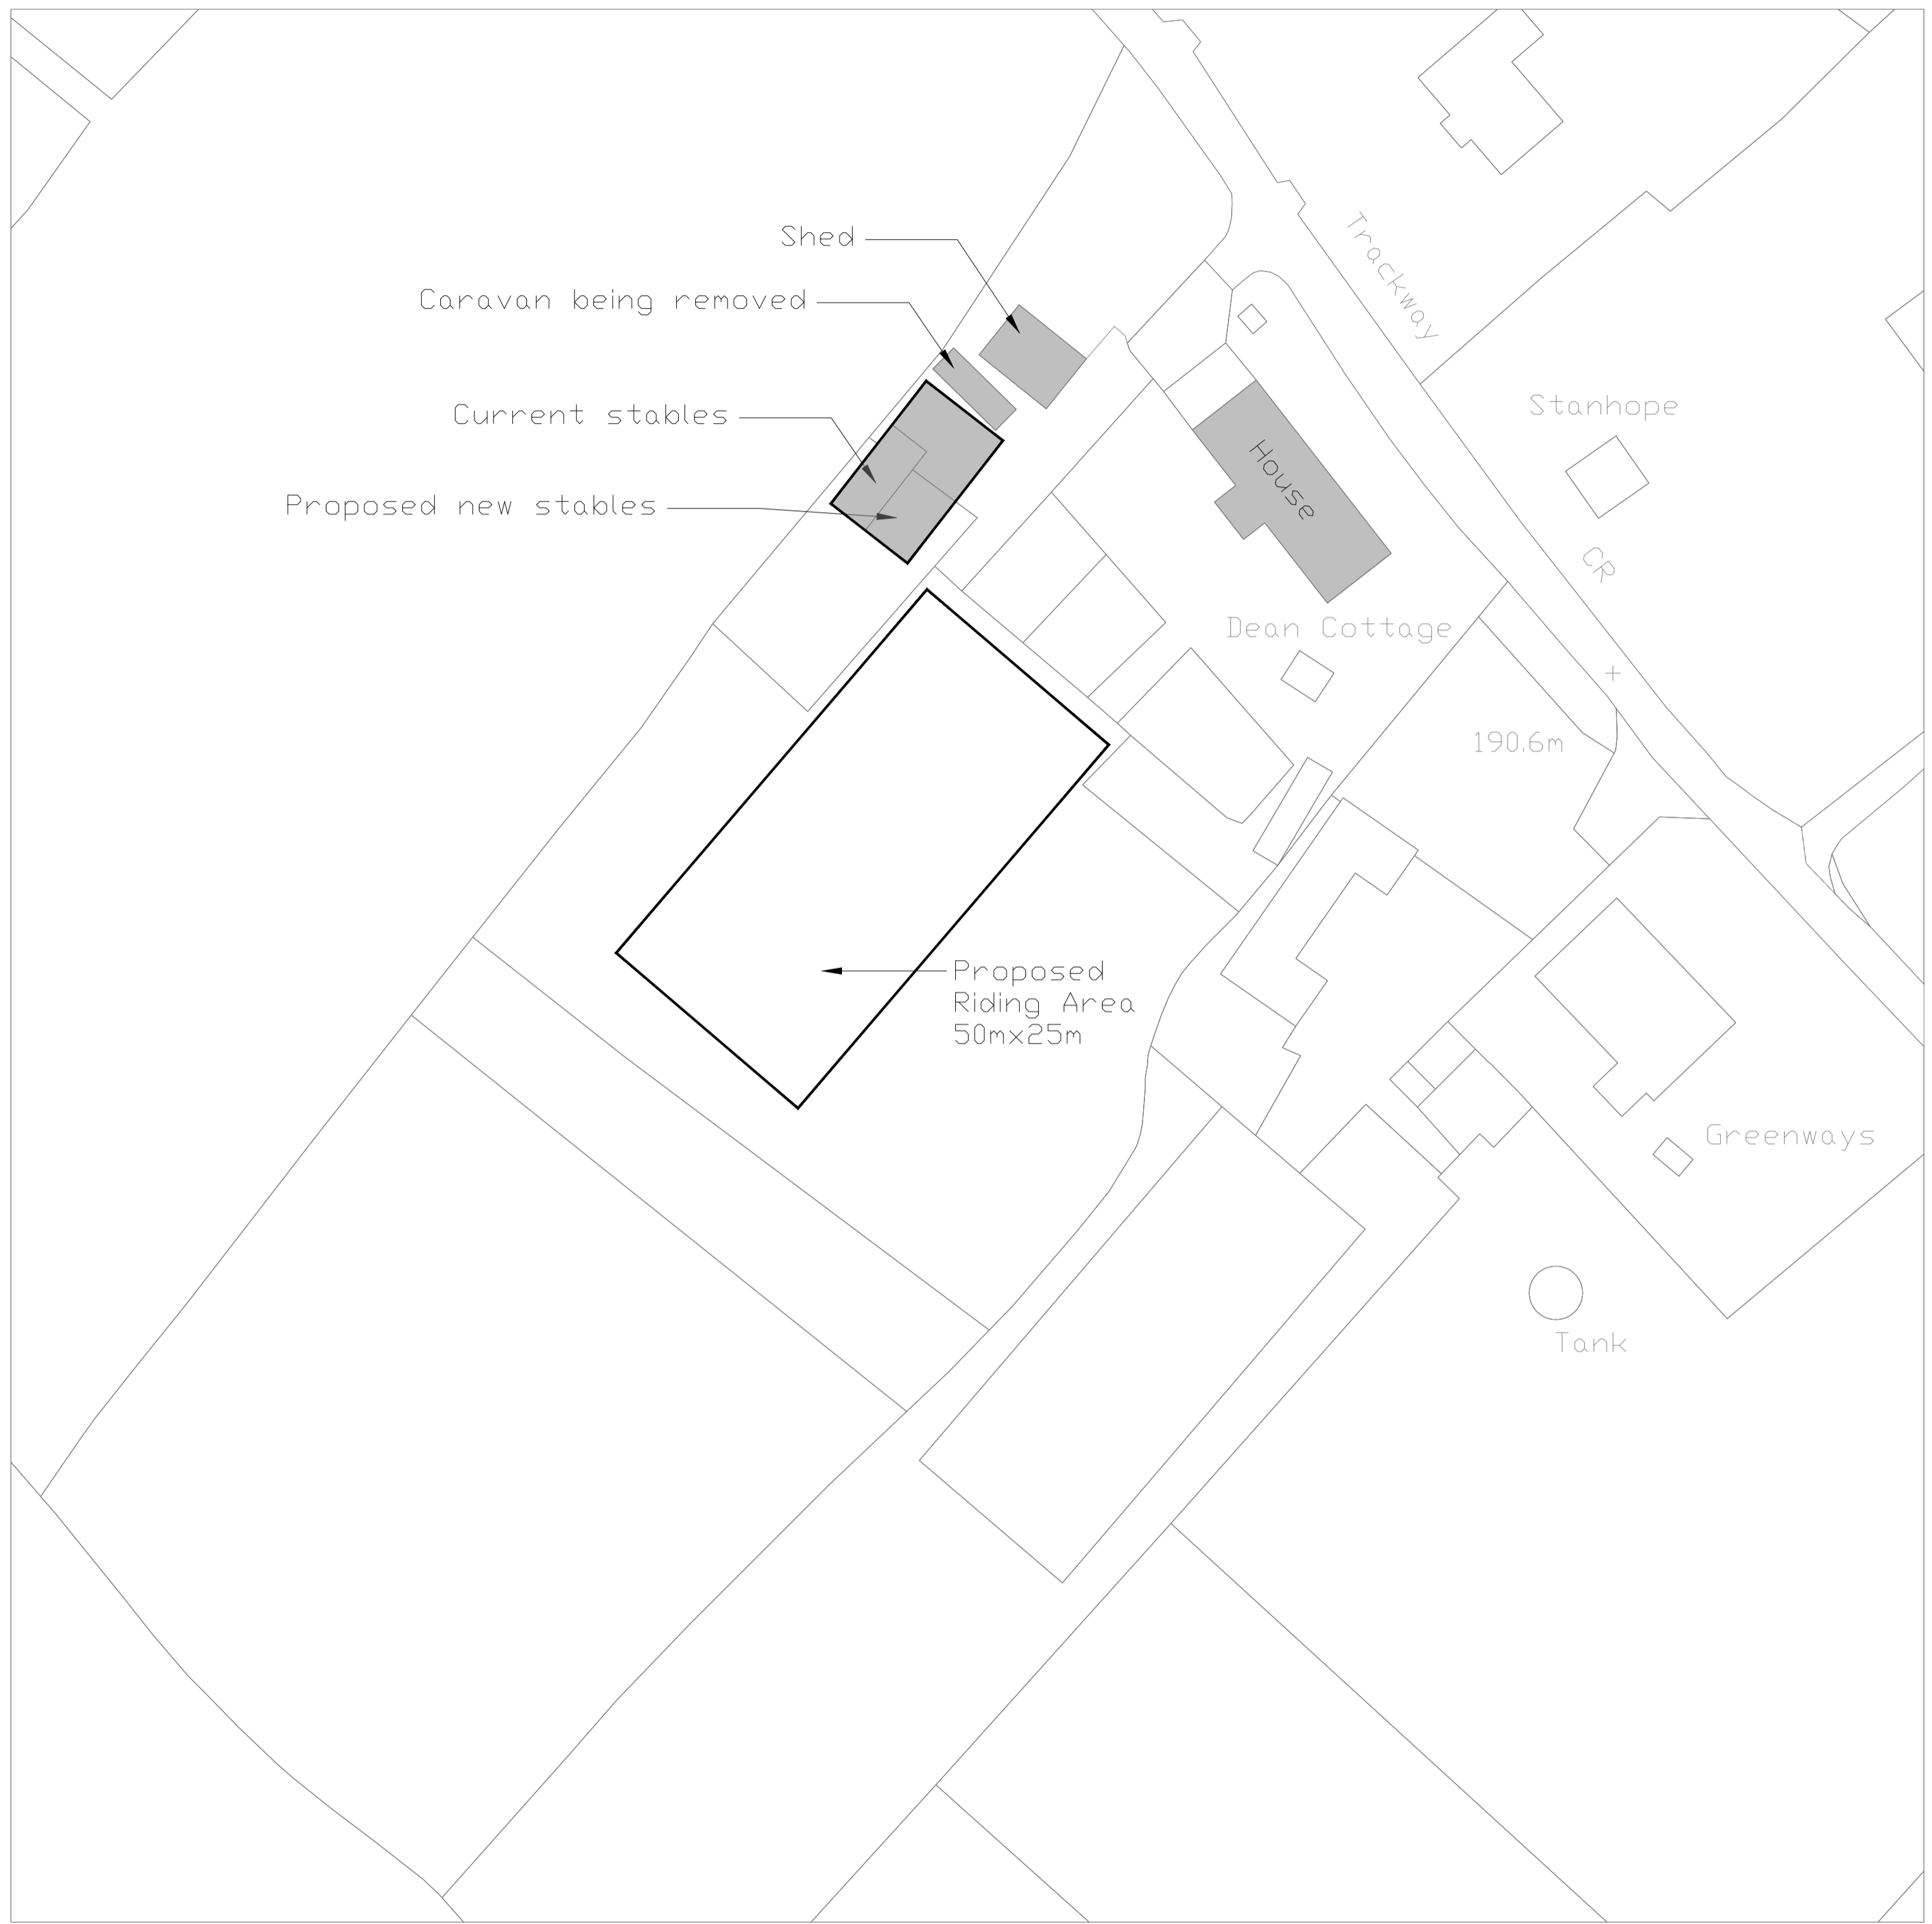 Shed
Trackway
Caravan being removed
Current stables
Stanhope
House
Proposed new stables
CR
Dean Cottage
190.6m
Proposed
Riding Area
50mx25m
Greenways
Tank